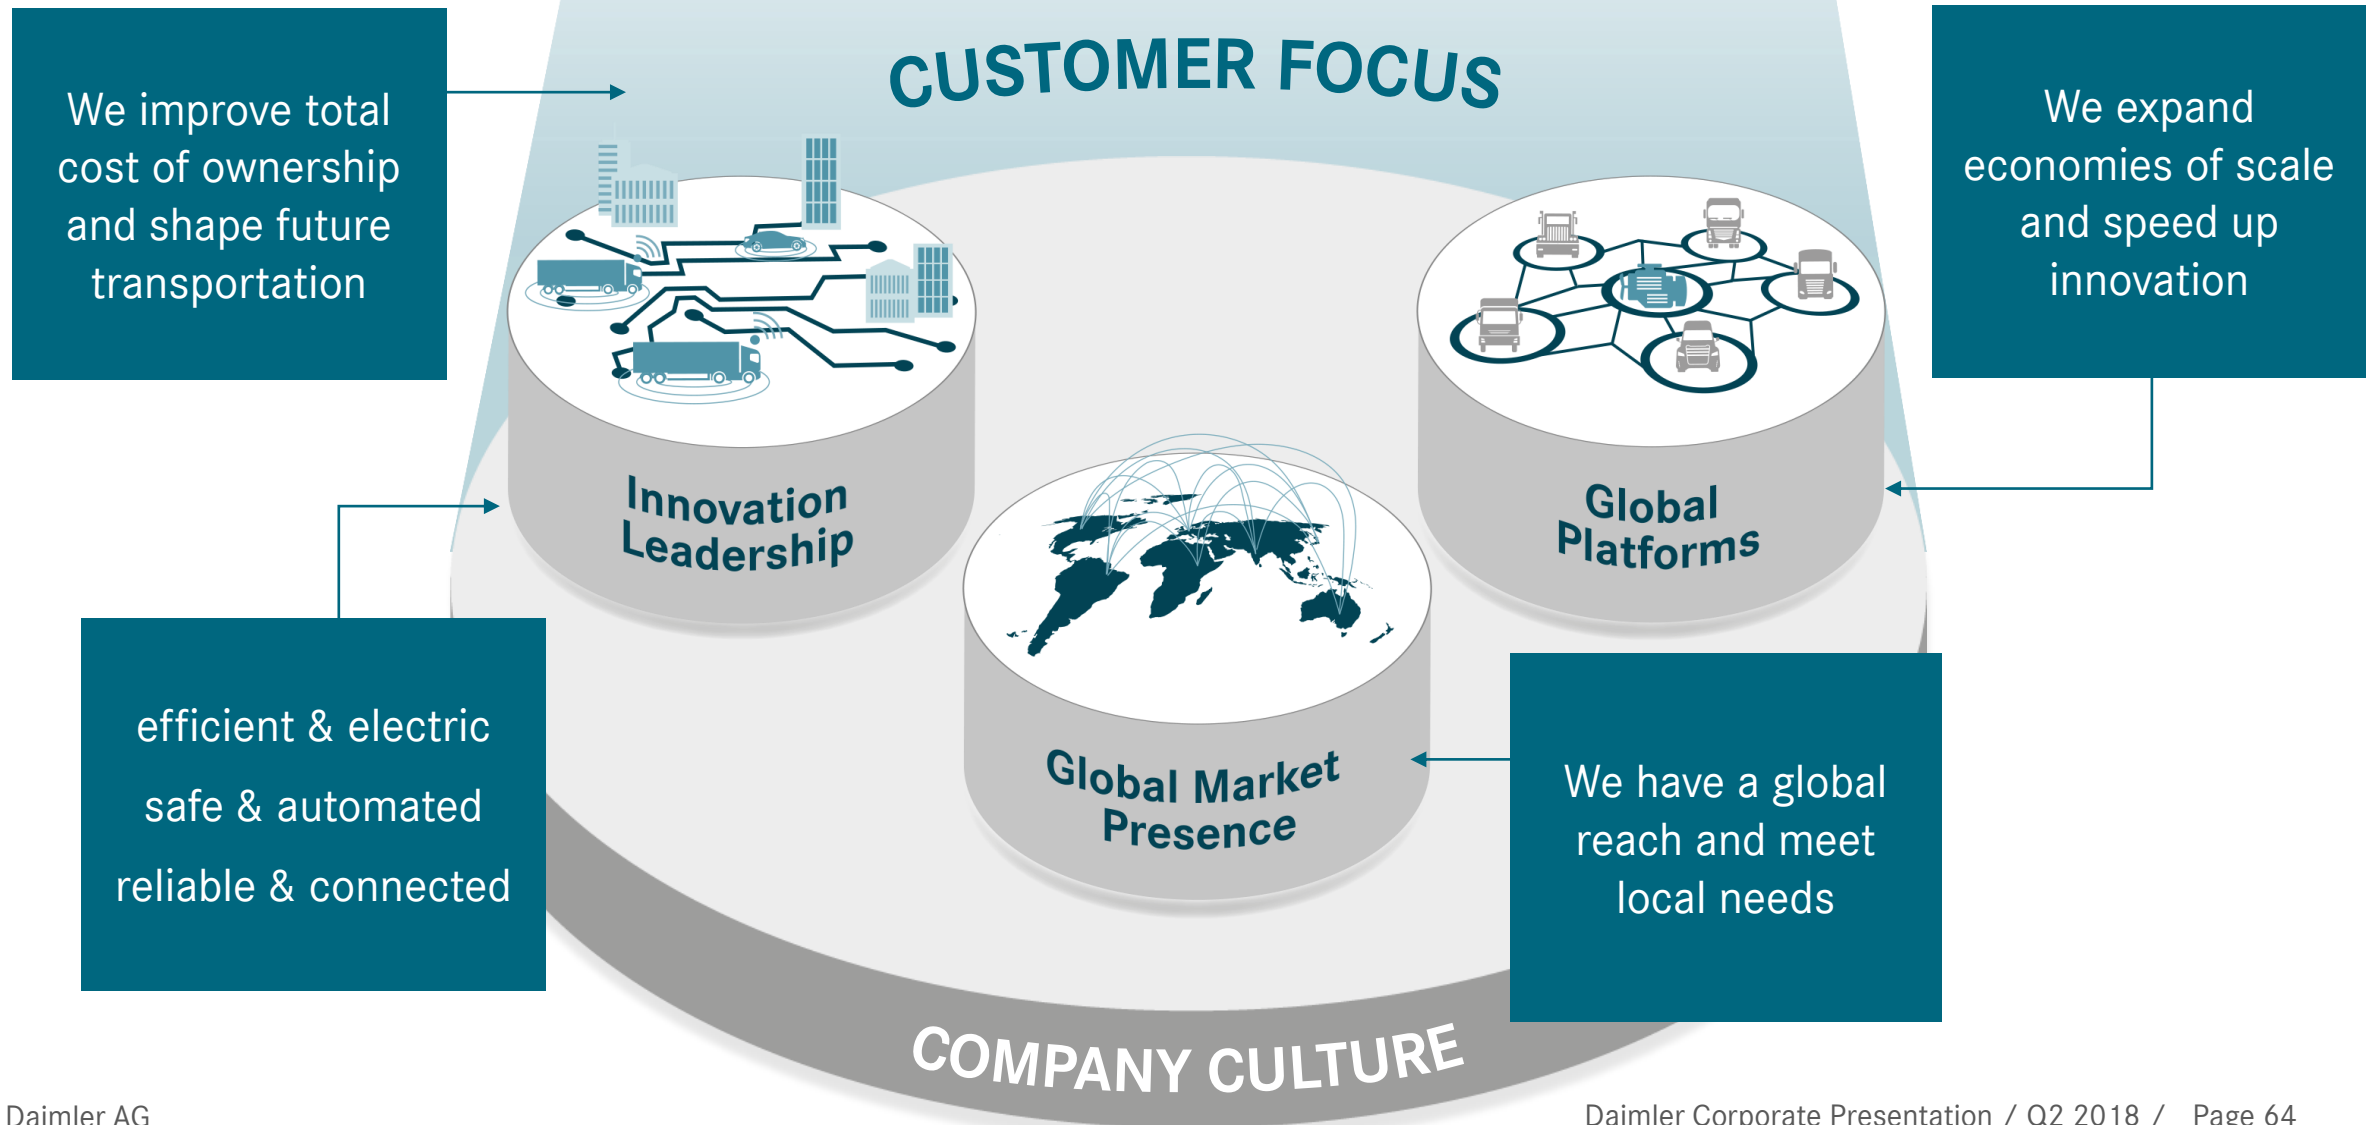 CUSTOMER FOCUS
We improve total
cost of ownership
and shape future
transportation
We expand
economies of scale
and speed up
innovation
Innovation
Leadership
Global
Platforms
efficient & electric
safe & automated
reliable & connected
Global Market
Presence
We have a global
reach and meet
local needs
COMPANY CULTURE
Daimler AG
Daimler Corporate Presentation / Q2 2018 / Page 64